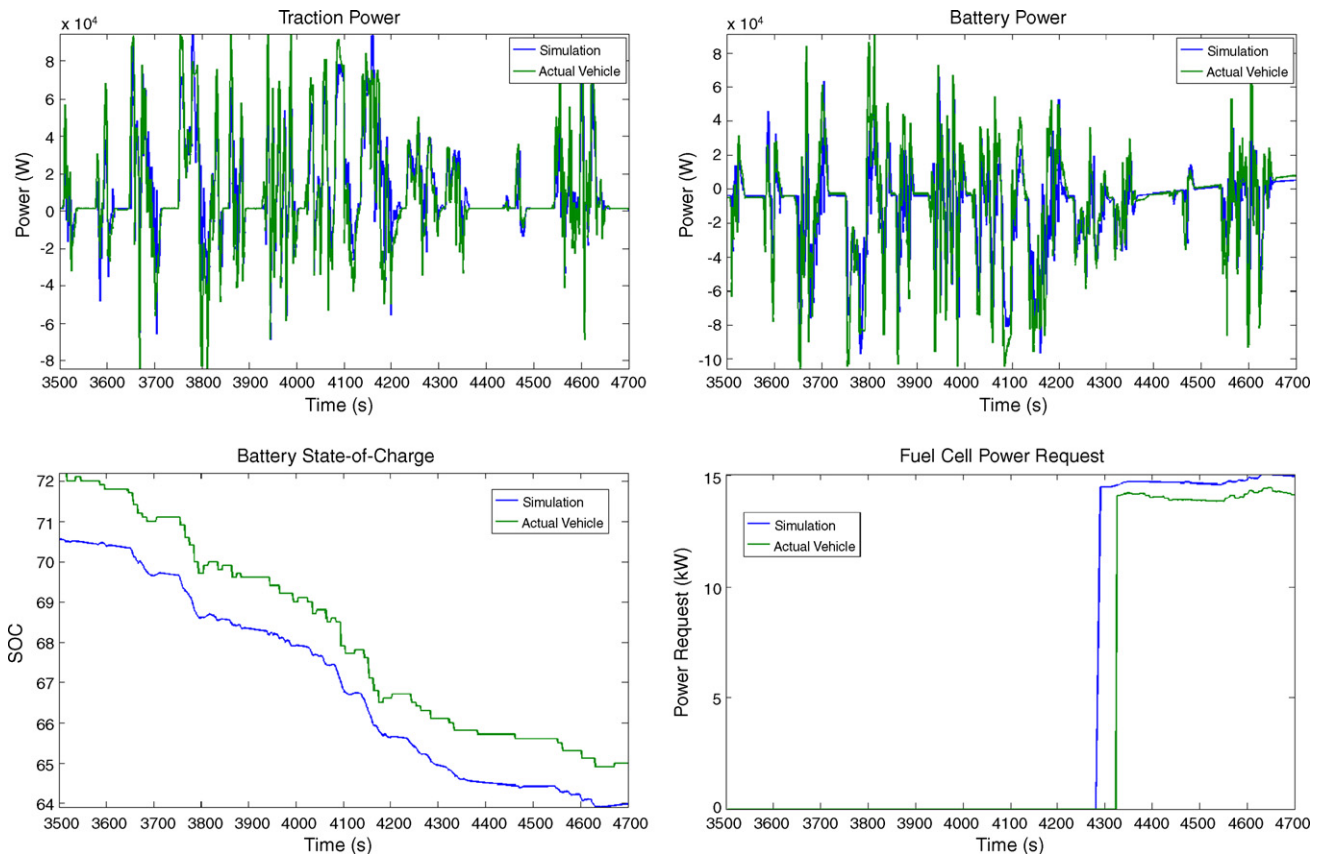 Traction Power
x 10^4
Simulation
Actual Vehicle
8
6
4
2
0
-2
-4
-6
-8
Power (W)
3500 3600 3700 3800 3900 4000 4100 4200 4300 4400 4500 4600 4700
Time (s)
Battery Power
x 10^4
Simulation
Actual Vehicle
8
6
4
2
0
-2
-4
-6
-8
-10
Power (W)
3500 3600 3700 3800 3900 4000 4100 4200 4300 4400 4500 4600 4700
Time (s)
Battery State-of-Charge
Simulation
Actual Vehicle
72
71
70
69
68
67
66
65
64
SOC
3500 3600 3700 3800 3900 4000 4100 4200 4300 4400 4500 4600 4700
Time (s)
Fuel Cell Power Request
Simulation
Actual Vehicle
15
10
15
0
Power Request (kW)
3500 3600 3700 3800 3900 4000 4100 4200 4300 4400 4500 4600 4700
Time (s)